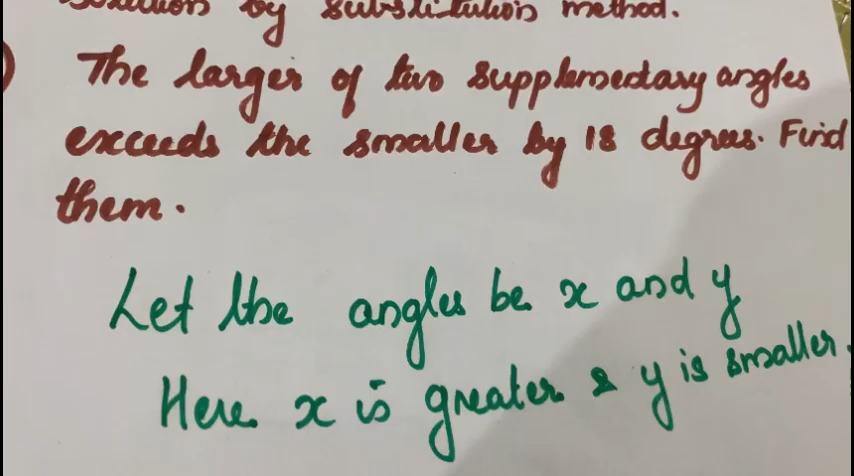 solution by substitution method.
The larger of two supplementary angles
exceeds the smaller by 18 degrees. Find
them.
Let the angles be x and y
Here x is greater & y is smaller.